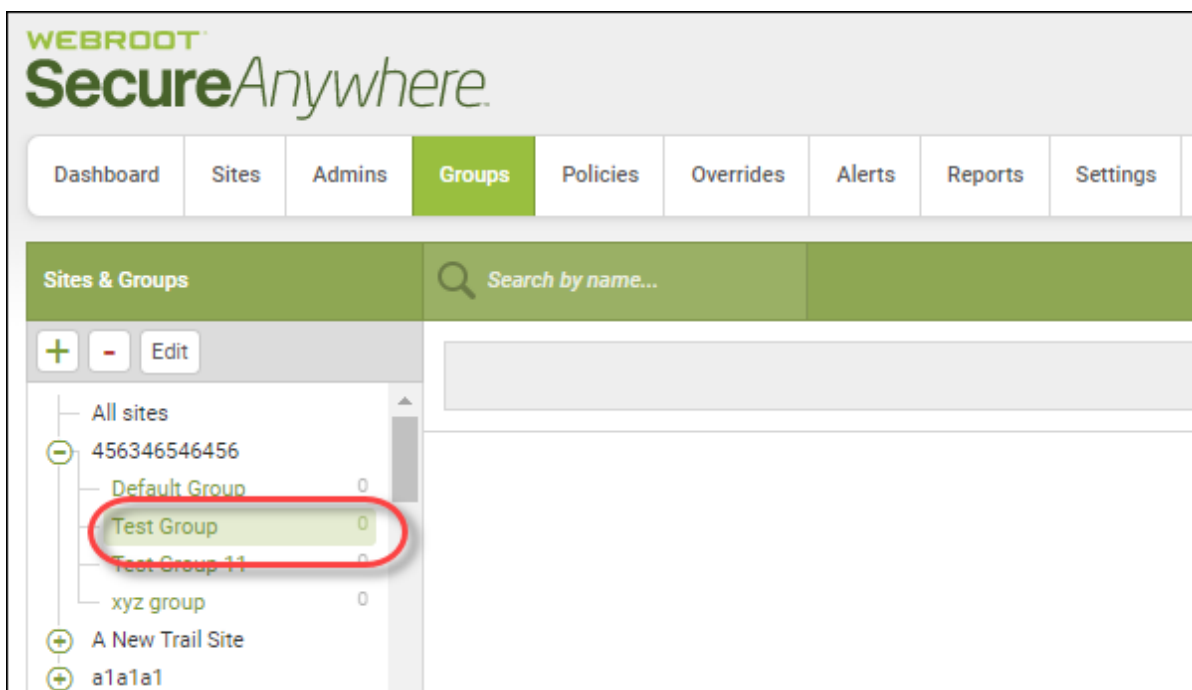 WEBROOT
SecureAnywhere.
Dashboard Sites Admins Groups Policies Overrides Alerts Reports Settings
Sites & Groups Search by name...
+ - Edit
All sites
456346546456
Default Group 0
Test Group 0
Test Group 11 0
xyz group 0
A New Trail Site
a1a1a1